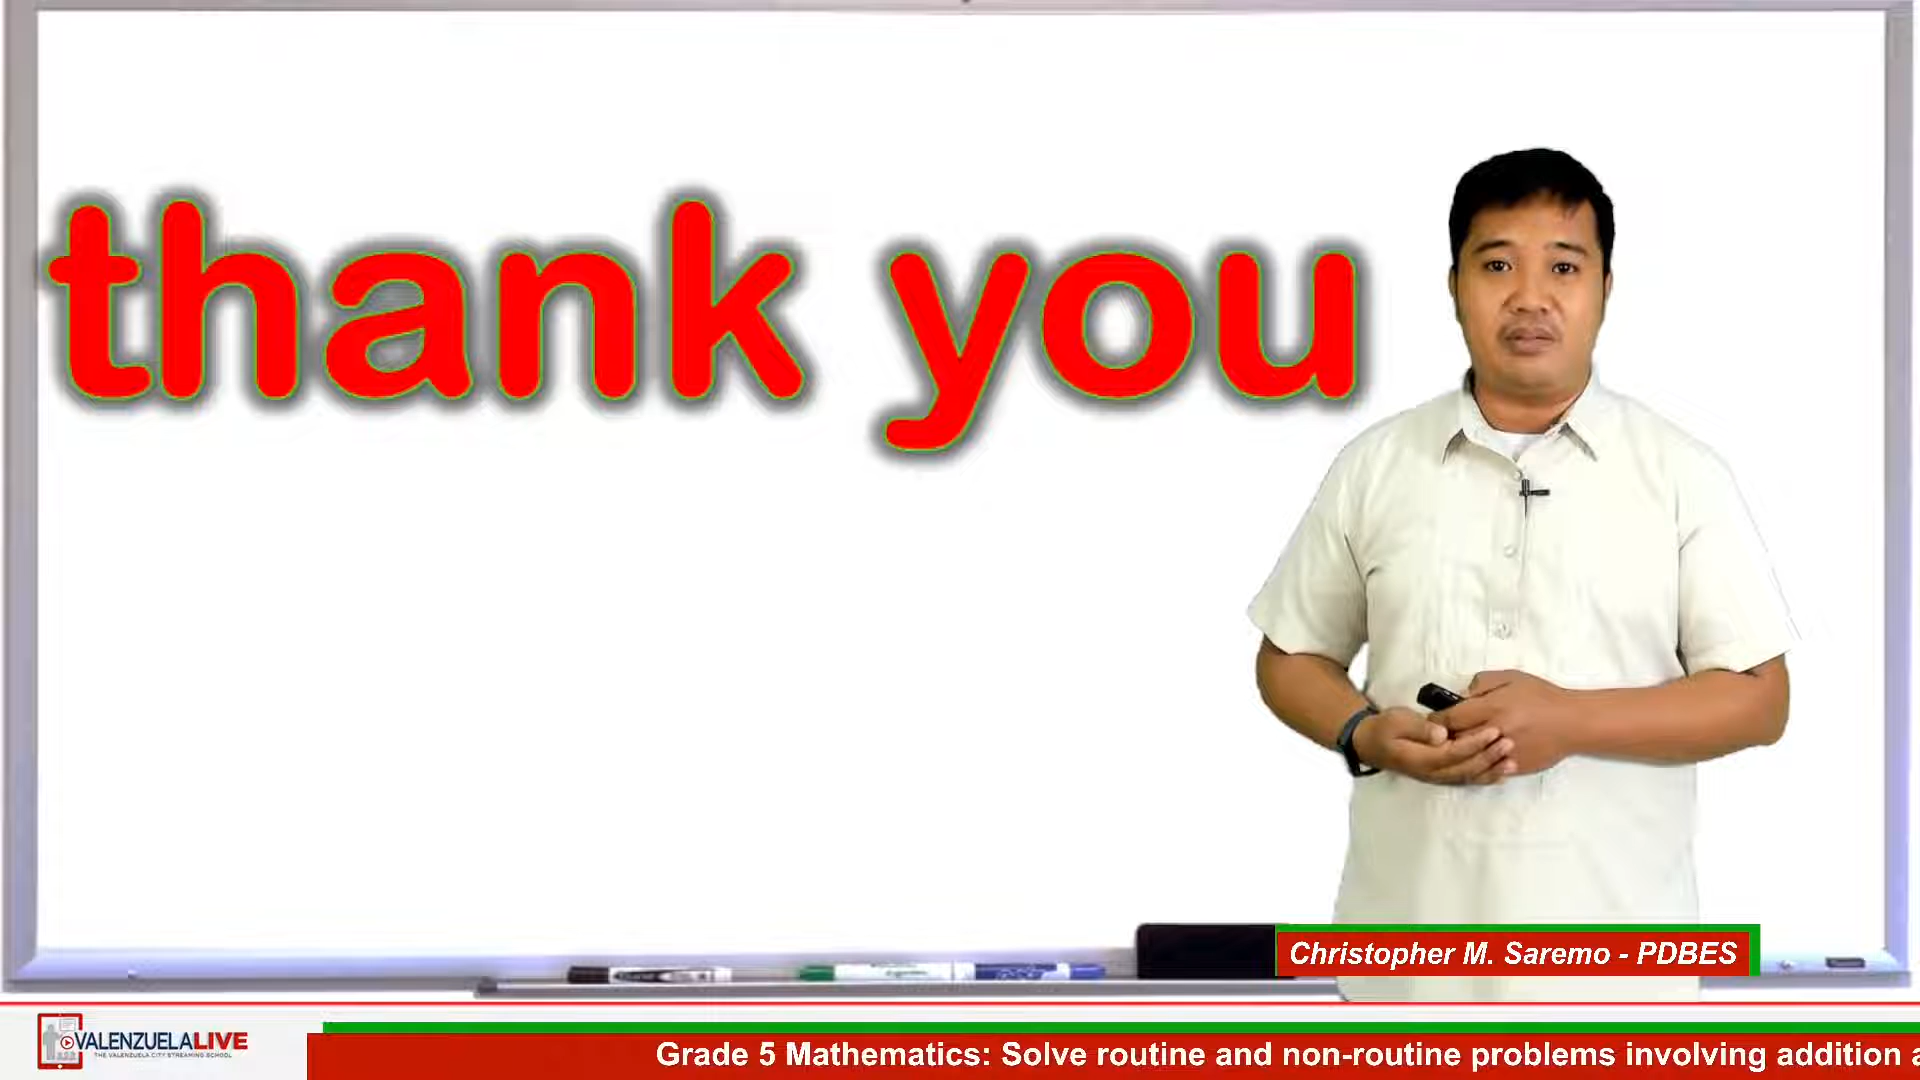 thank you
Christopher M. Saremo - PDBES
VALENZUELALIVE
THE VALENZUELA CITY STREAMING SCHOOL
Grade 5 Mathematics: Solve routine and non-routine problems involving addition a